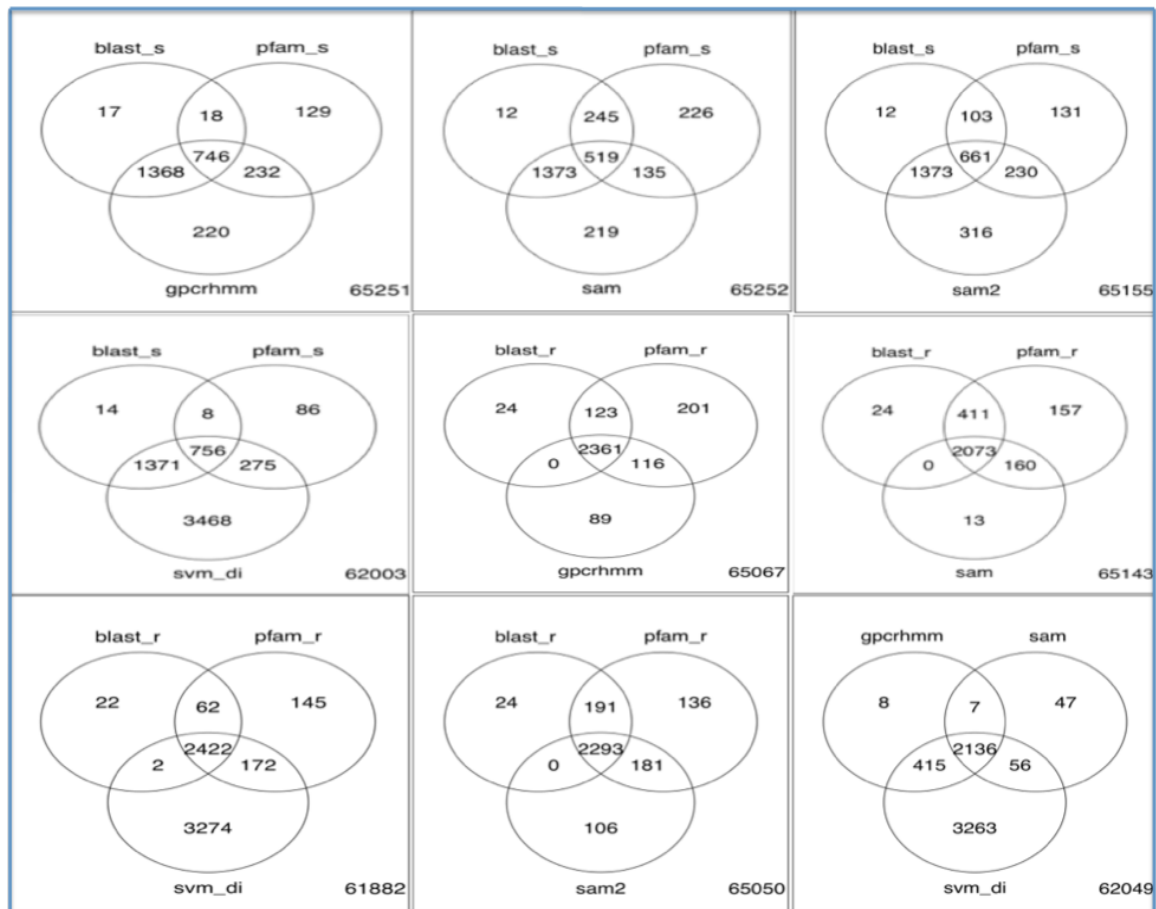 blast_s pfam_s
17 18 129
746
1368 232
220
gpcrhmm 65251
blast_s pfam_s
12 245 226
519
1373 135
219
sam 65252
blast_s pfam_s
12 103 131
661
1373 230
316
sam2 65155
blast_s pfam_s
14 8 86
756
1371 275
3468
svm_di 62003
blast_r pfam_r
24 123 201
2361
0 116
89
gpcrhmm 65067
blast_r pfam_r
24 411 157
2073
0 160
13
sam 65143
blast_r pfam_r
22 62 145
2422
2 172
3274
svm_di 61882
blast_r pfam_r
24 191 136
2293
0 181
106
sam2 65050
gpcrhmm sam
8 7 47
2136
415 56
3263
svm_di 62049